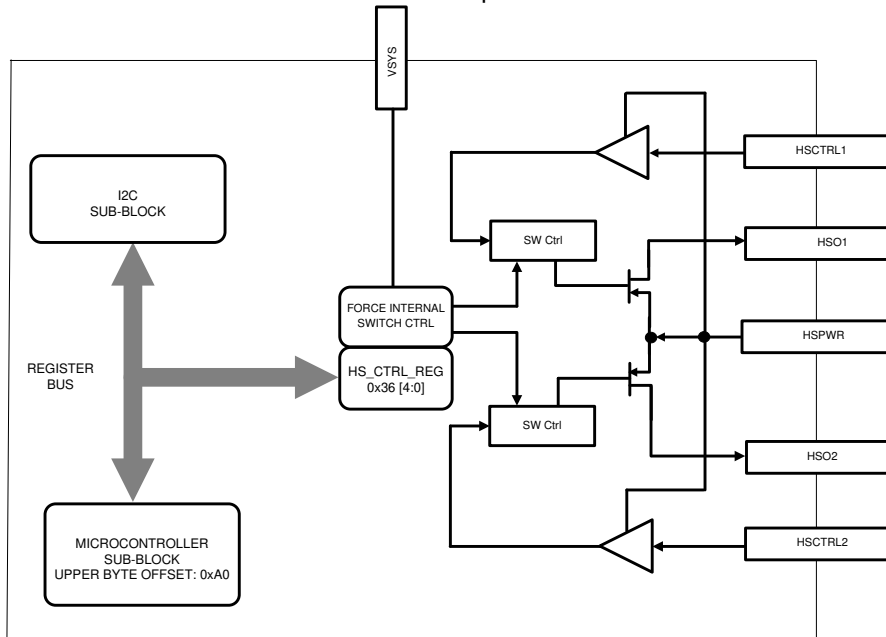 VSYS
HSCTRL1
I2C
SUB-BLOCK
SW Ctrl
HSO1
FORCE INTERNAL
SWITCH CTRL
HSPWR
REGISTER
BUS
HS_CTRL_REG
0x36 [4:0]
SW Ctrl
HSO2
MICROCONTROLLER
SUB-BLOCK
UPPER BYTE OFFSET: 0xA0
HSCTRL2